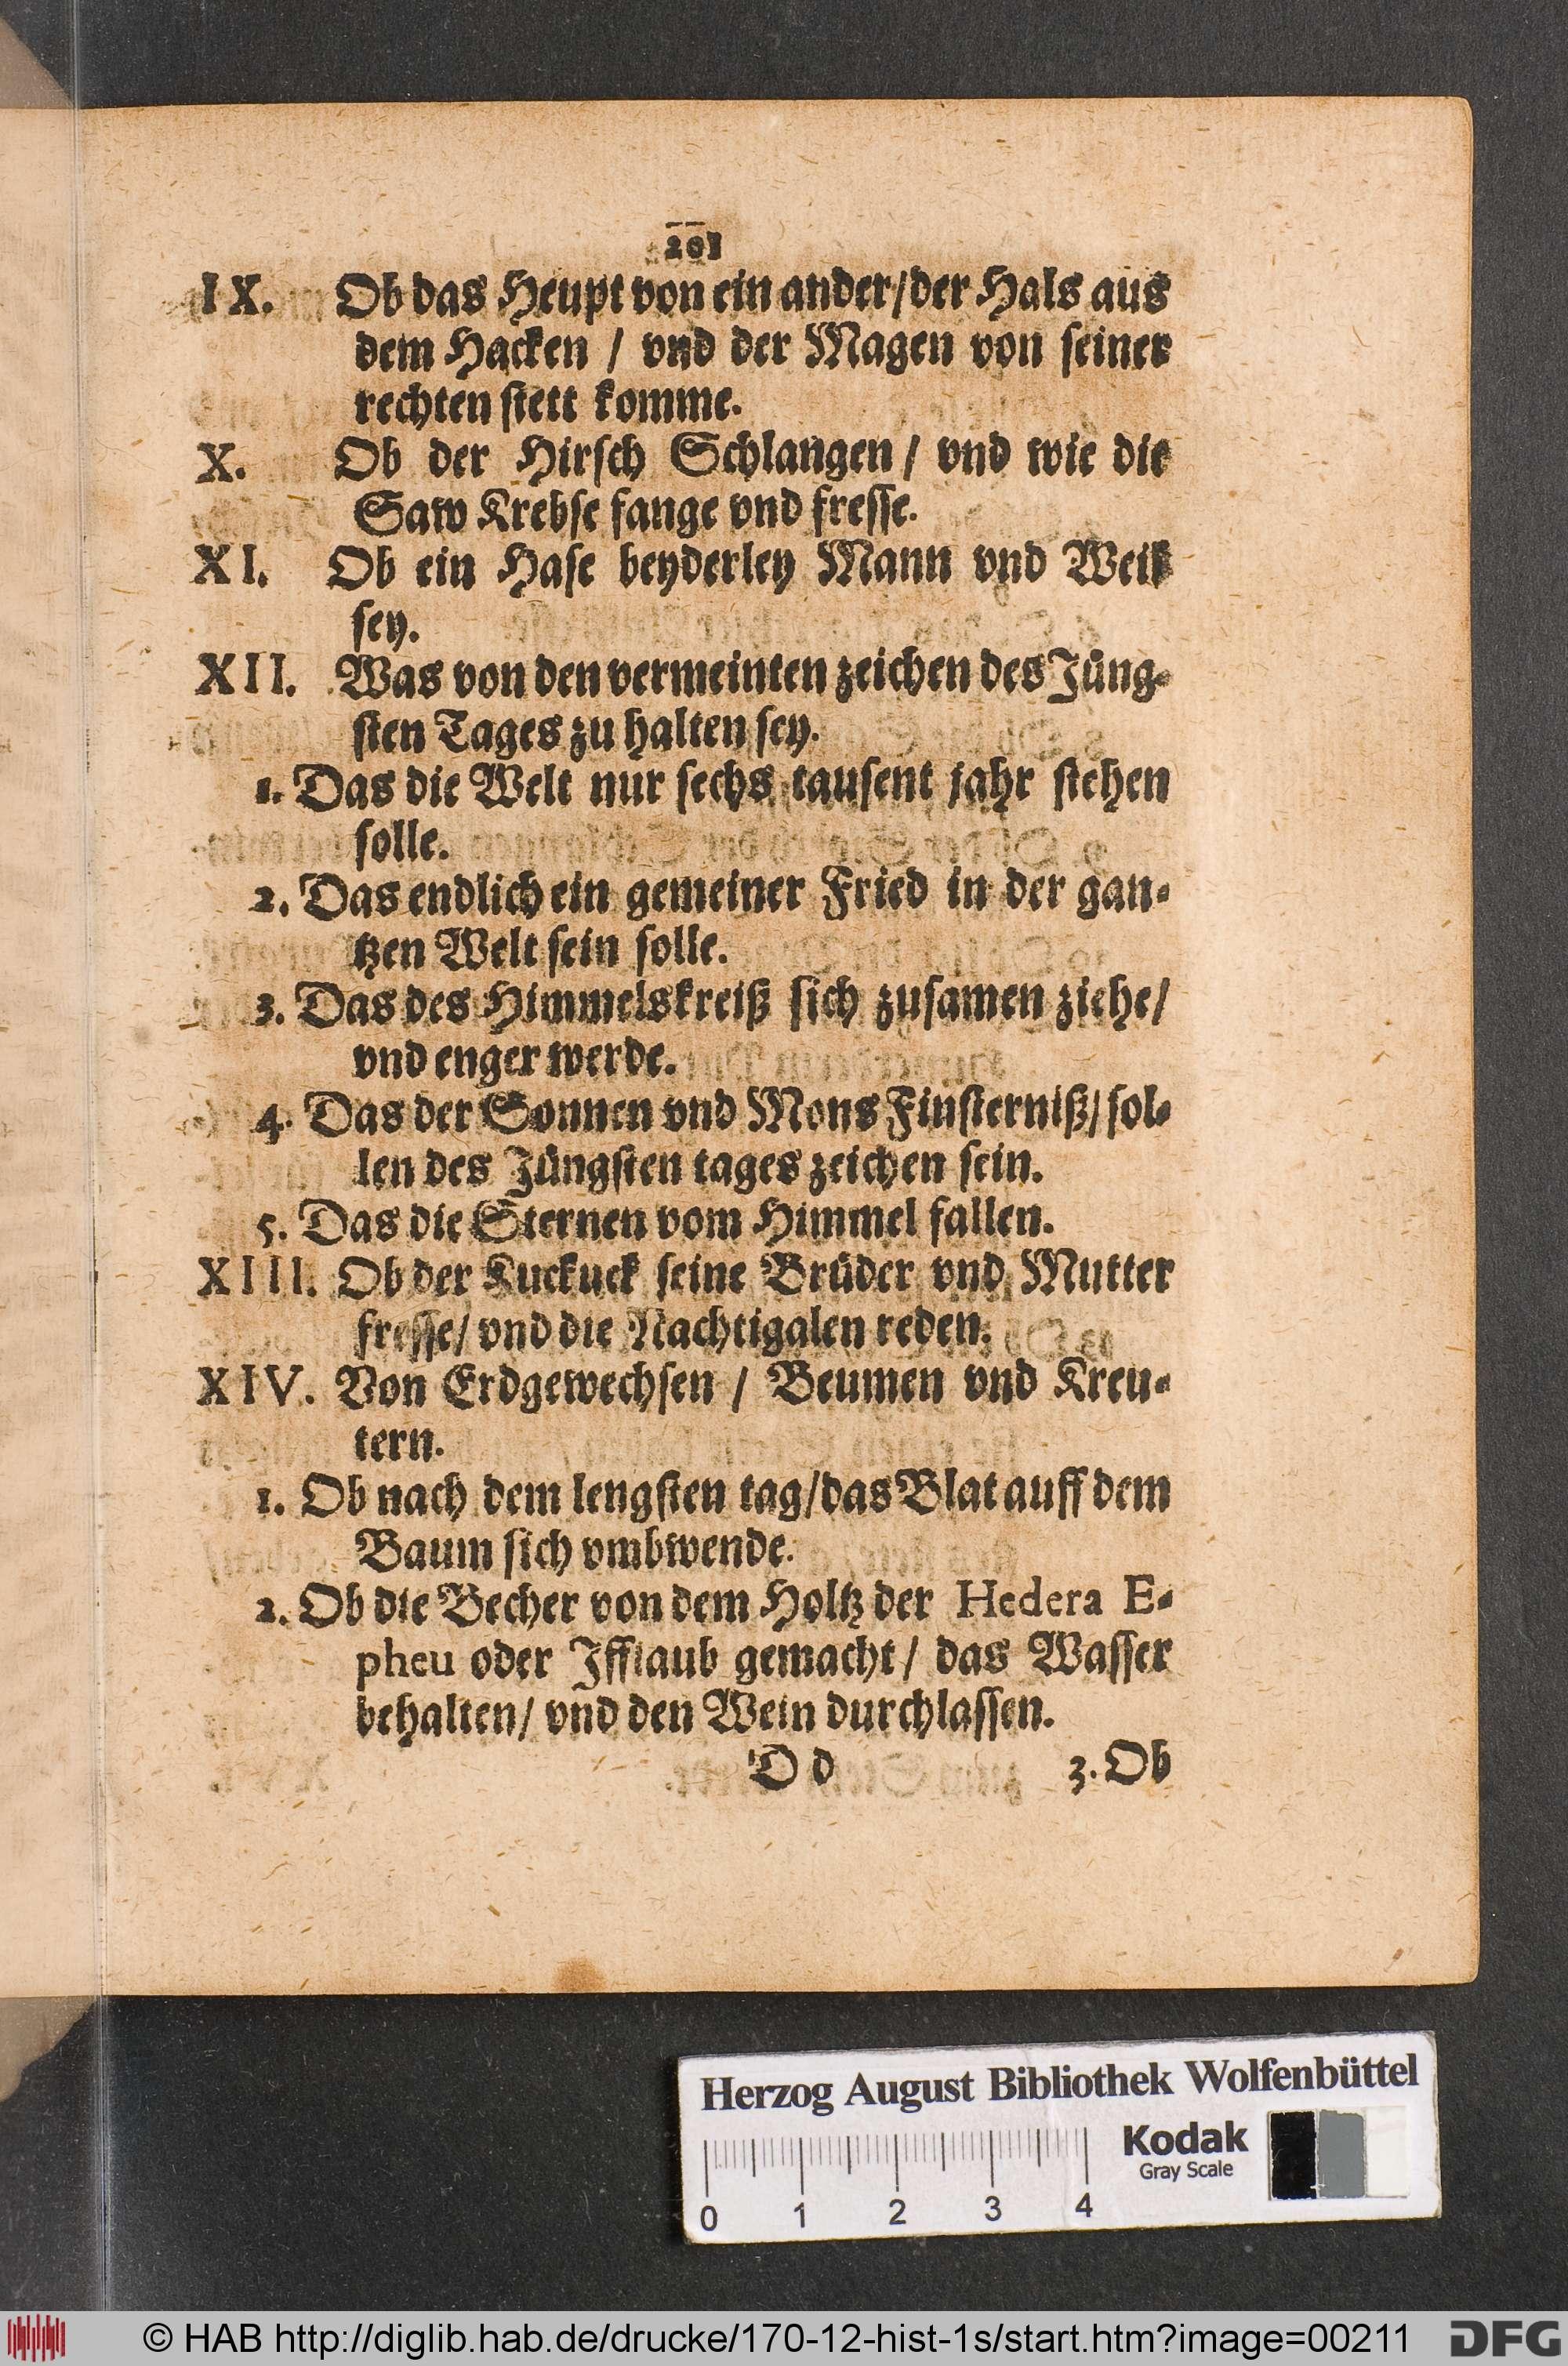 201
IX. Ob das Heupt von ein ander/der Hals aus
dem Hacken / vnd der Magen von seiner
rechten stett komme.
X. Ob der Hirsch Schlangen / vnd wie die
Saw Krebse fange vnd fresse.
XI. Ob ein Hase beyderley Mann vnd Weib
sey.
XII. Was von den vermeinten zeichen des Jüng-
sten Tages zu halten sey.
1. Das die Welt nur sechs tausent jahr stehen
solle.
2. Das endlich ein gemeiner Fried in der gan-
tzen Welt sein solle.
3. Das des Himmelskreiß sich zusamen ziehe/
vnd enger werde.
4. Das der Sonnen vnd Mons Finsterniß/ sol-
len des Jüngsten tages zeichen sein.
5. Das die Sternen vom Himmel fallen.
XIII. Ob der Kuckuck seine Brüder vnd Mutter
fresse/ vnd die Nachtigalen reden.
XIV. Von Erdgewechsen / Beumen vnd Kreu-
tern.
1. Ob nach dem lengsten tag/das Blat auff dem
Baum sich vmbwende.
2. Ob die Becher von dem Holtz der Hedera E-
pheu oder Jfflaub gemacht/ das Wasser
behalten/ vnd den Wein durchlassen.
D d 3. Ob
Herzog August Bibliothek Wolfenbüttel
Kodak
Gray Scale
0 1 2 3 4
© HAB http://diglib.hab.de/drucke/170-12-hist-1s/start.htm?image=00211 DFG